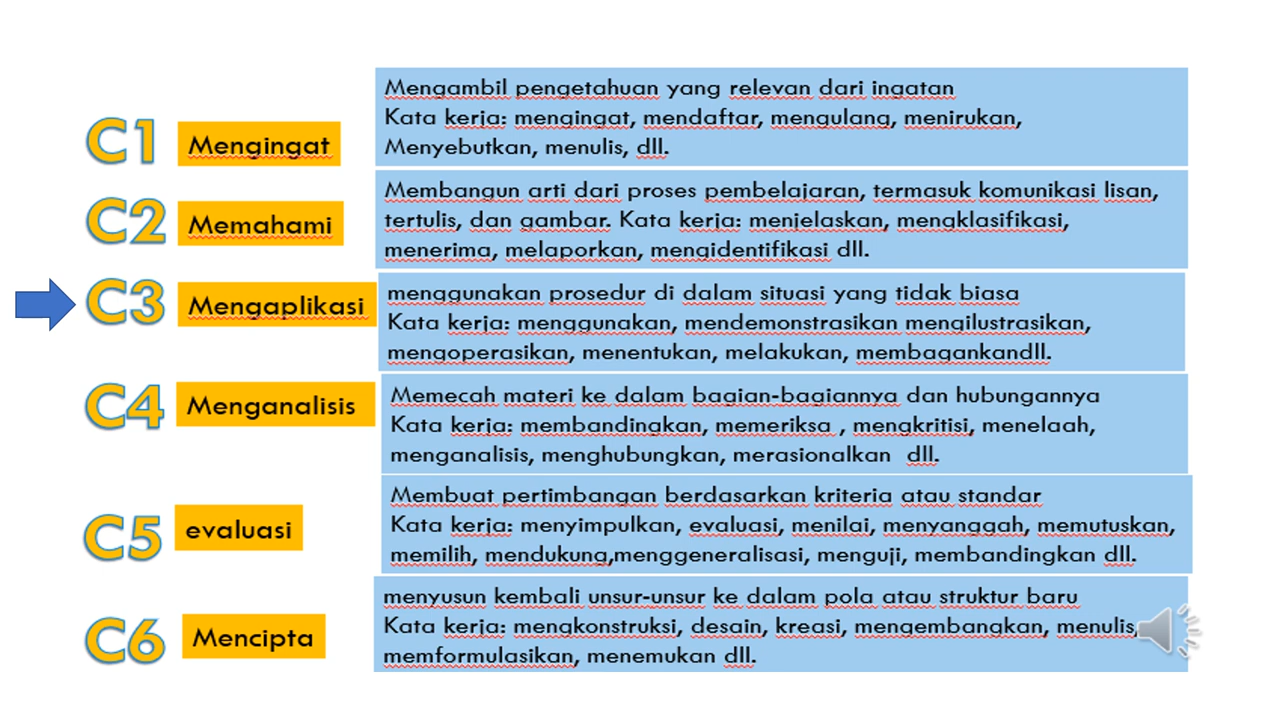 C1
Mengingat
Mengambil pengetahuan yang relevan dari ingatan
Kata kerja: mengingat, mendaftar, mengulang, menirukan,
Menyebutkan, menulis, dll.
C2
Memahami
Membangun arti dari proses pembelajaran, termasuk komunikasi lisan,
tertulis, dan gambar. Kata kerja: menjelaskan, mengklasifikasi,
menerima, melaporkan, mengidentifikasi dll.
C3
Mengaplikasi
menggunakan prosedur di dalam situasi yang tidak biasa
Kata kerja: menggunakan, mendemonstrasikan mengilustrasikan,
mengoperasikan, menentukan, melakukan, membagankandll.
C4
Menganalisis
Memecah materi ke dalam bagian-bagiannya dan hubungannya
Kata kerja: membandingkan, memeriksa , mengkritisi, menelaah,
menganalisis, menghubungkan, merasionalkan dll.
C5
evaluasi
Membuat pertimbangan berdasarkan kriteria atau standar
Kata kerja: menyimpulkan, evaluasi, menilai, menyanggah, memutuskan,
memilih, mendukung,menggeneralisasi, menguji, membandingkan dll.
C6
Mencipta
menyusun kembali unsur-unsur ke dalam pola atau struktur baru
Kata kerja: mengkonstruksi, desain, kreasi, mengembangkan, menulis,
memformulasikan, menemukan dll.